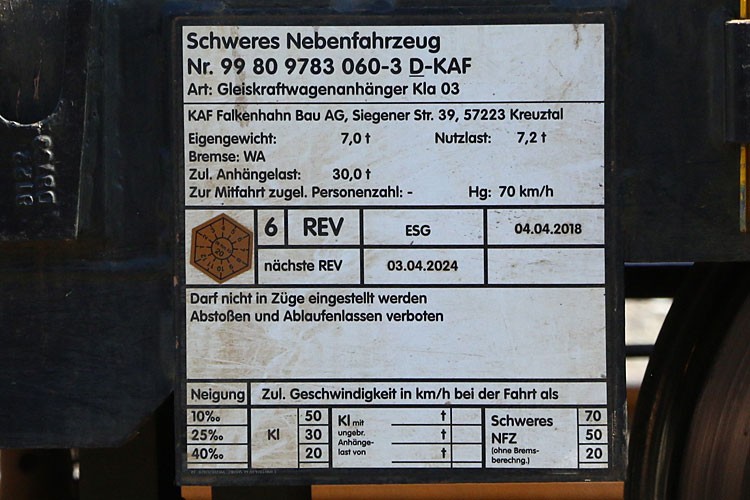 Schweres Nebenfahrzeug
Nr. 99 80 9783 060-3 D-KAF
Art: Gleiskraftwagenanhänger Kla 03
KAF Falkenhahn Bau AG, Siegener Str. 39, 57223 Kreuztal
Eigengewicht: 7,0 t Nutzlast: 7,2 t
Bremse: WA
Zul. Anhängelast: 30,0 t
Zur Mitfahrt zugel. Personenzahl: - Hg: 70 km/h
6 REV ESG 04.04.2018
nächste REV 03.04.2024
Darf nicht in Züge eingestellt werden
Abstoßen und Ablaufenlassen verboten
Neigung Zul. Geschwindigkeit in km/h bei der Fahrt als
10‰ 50 Kl mit t Schweres 70
25‰ Kl 30 ungebr. Anhänge- t NFZ 50
40‰ 20 last von t (ohne Brems- berechng.) 20